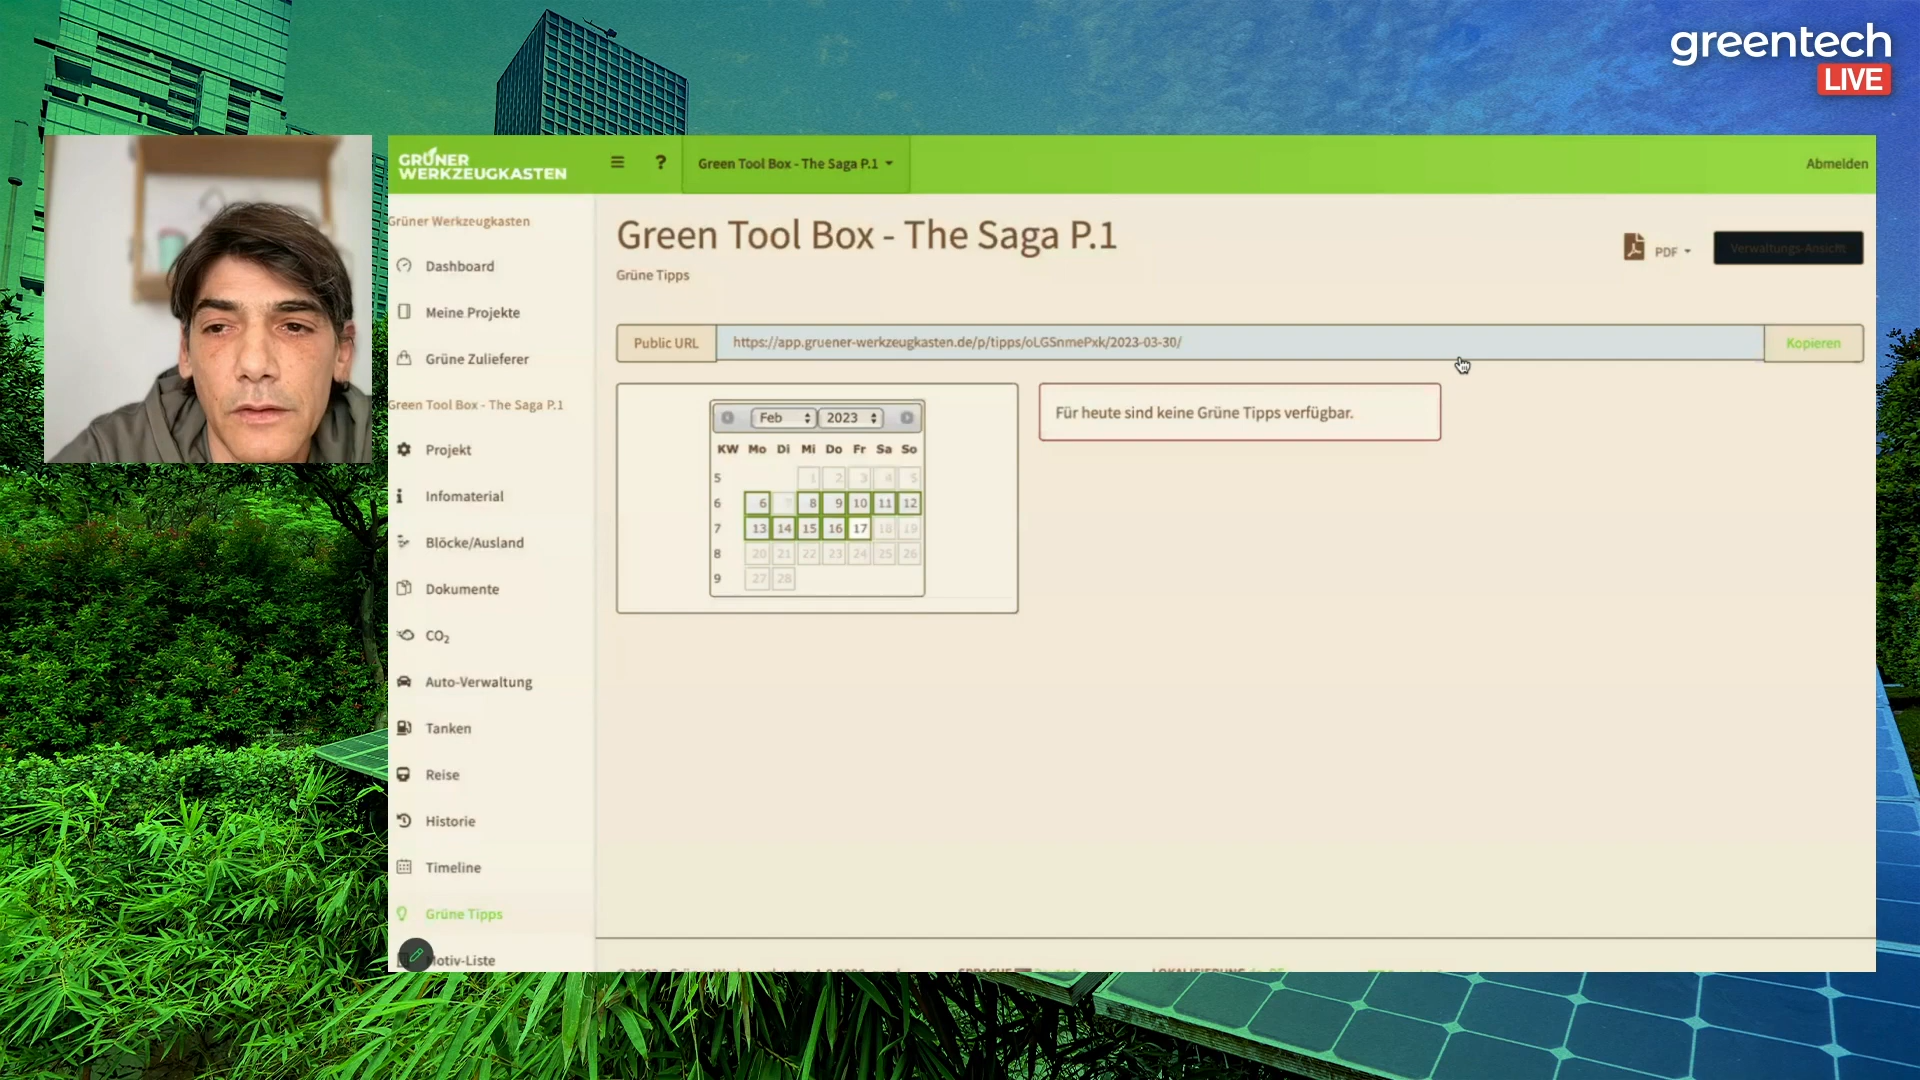 greentech
LIVE
GRÜNER
WERKZEUGKASTEN
?
Green Tool Box - The Saga P.1
Abmelden
Grüner Werkzeugkasten
Dashboard
Meine Projekte
Grüne Zulieferer
Green Tool Box - The Saga P.1
Projekt
Infomaterial
Blöcke/Ausland
Dokumente
CO₂
Auto-Verwaltung
Tanken
Reise
Historie
Timeline
Grüne Tipps
Motiv-Liste
Green Tool Box - The Saga P.1
Grüne Tipps
PDF
Verwaltungs-Ansicht
Public URL
https://app.gruener-werkzeugkasten.de/p/tipps/oLGSnmePxk/2023-03-30/
Kopieren
Feb 2023
KW Mo Di Mi Do Fr Sa So
5 1 2 3 4 5
6 6 7 8 9 10 11 12
7 13 14 15 16 17 18 19
8 20 21 22 23 24 25 26
9 27 28
Für heute sind keine Grüne Tipps verfügbar.